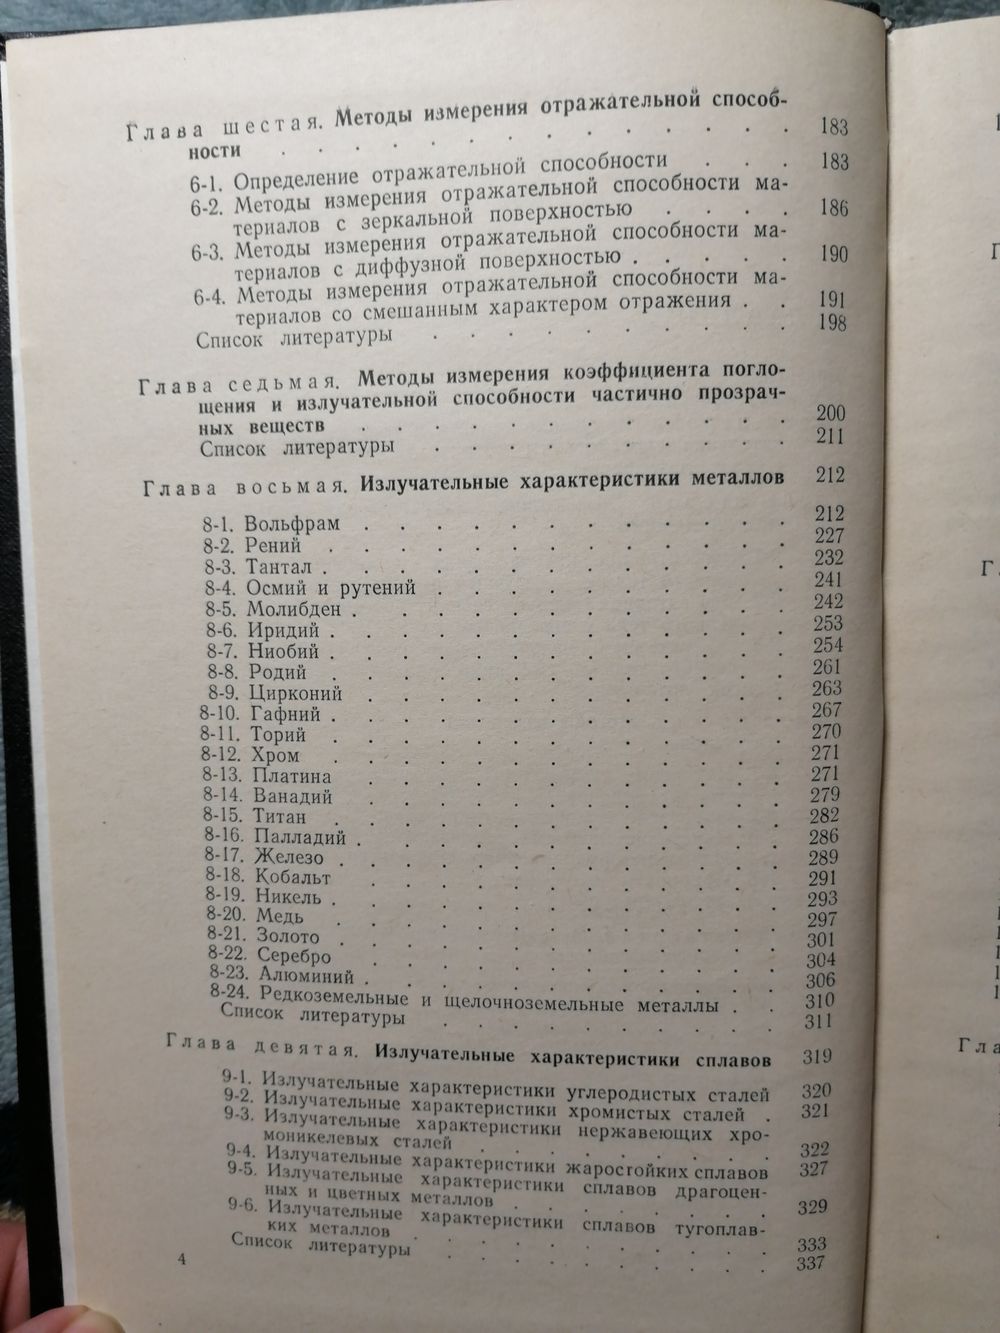 Глава шестая. Методы измерения отражательной способ-
ности . . . . . . . . . . . . . . 183
6-1. Определение отражательной способности . . . 183
6-2. Методы измерения отражательной способности ма-
териалов с зеркальной поверхностью . . . . 186
6-3. Методы измерения отражательной способности ма-
териалов с диффузной поверхностью . . . . . 190
6-4. Методы измерения отражательной способности ма-
териалов со смешанным характером отражения . . 191
Список литературы . . . . . . . . . . 198
Глава седьмая. Методы измерения коэффициента погло-
щения и излучательной способности частично прозрач-
ных веществ . . . . . . . . . . . . 200
Список литературы . . . . . . . . . . 211
Глава восьмая. Излучательные характеристики металлов 212
8-1. Вольфрам . . . . . . . . . . . . 212
8-2. Рений . . . . . . . . . . . . . 227
8-3. Тантал . . . . . . . . . . . . . 232
8-4. Осмий и рутений . . . . . . . . . . 241
8-5. Молибден . . . . . . . . . . . . 242
8-6. Иридий . . . . . . . . . . . . . 253
8-7. Ниобий . . . . . . . . . . . . . 254
8-8. Родий . . . . . . . . . . . . . 261
8-9. Цирконий . . . . . . . . . . . . 263
8-10. Гафний . . . . . . . . . . . . . 267
8-11. Торий . . . . . . . . . . . . . 270
8-12. Хром . . . . . . . . . . . . . 271
8-13. Платина . . . . . . . . . . . . 271
8-14. Ванадий . . . . . . . . . . . . 279
8-15. Титан . . . . . . . . . . . . . 282
8-16. Палладий . . . . . . . . . . . . 286
8-17. Железо . . . . . . . . . . . . . 289
8-18. Кобальт . . . . . . . . . . . . 291
8-19. Никель . . . . . . . . . . . . . 293
8-20. Медь . . . . . . . . . . . . . 297
8-21. Золото . . . . . . . . . . . . . 301
8-22. Серебро . . . . . . . . . . . . 304
8-23. Алюминий . . . . . . . . . . . . 306
8-24. Редкоземельные и щелочноземельные металлы . . 310
Список литературы . . . . . . . . . . 311
Глава девятая. Излучательные характеристики сплавов 319
9-1. Излучательные характеристики углеродистых сталей 320
9-2. Излучательные характеристики хромистых сталей . 321
9-3. Излучательные характеристики нержавеющих хро-
моникелевых сталей . . . . . . . . . 322
9-4. Излучательные характеристики жаростойких сплавов 327
9-5. Излучательные характеристики сплавов драгоцен-
ных и цветных металлов . . . . . . . . 329
9-6. Излучательные характеристики сплавов тугоплав-
ких металлов . . . . . . . . . . . 333
Список литературы . . . . . . . . . . 337
4